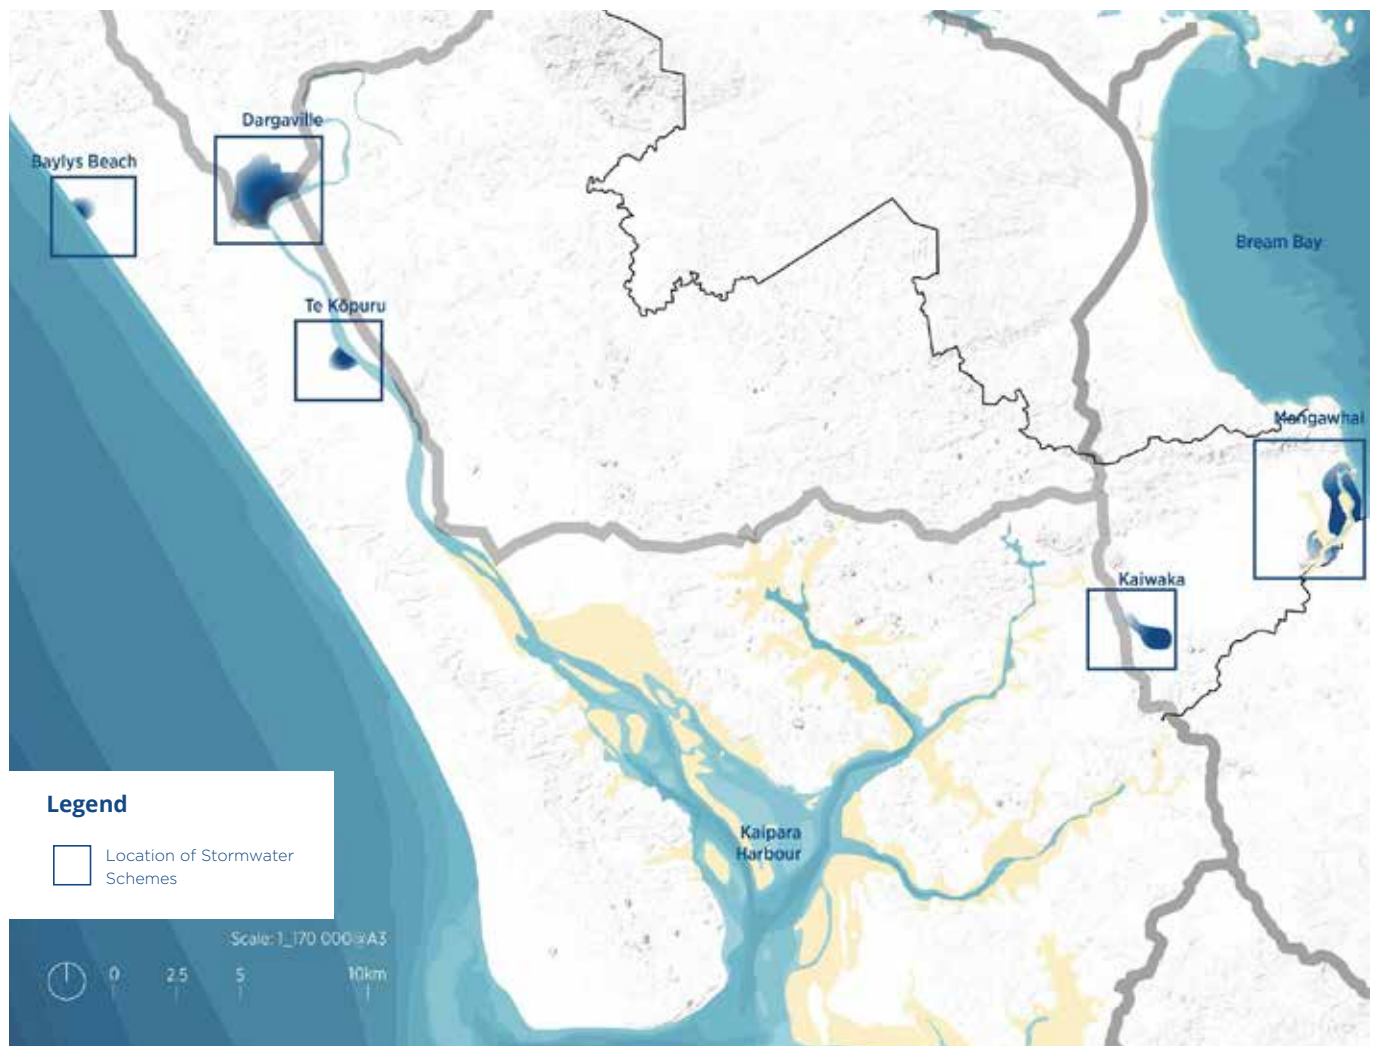 Dargaville
Baylys Beach
Bream Bay
Te Kōpuru
Mangawhai
Kaiwaka
Kaipara
Harbour
Legend
Location of Stormwater
Schemes
Scale: 1_170 000@A3
0 2.5 5 10km